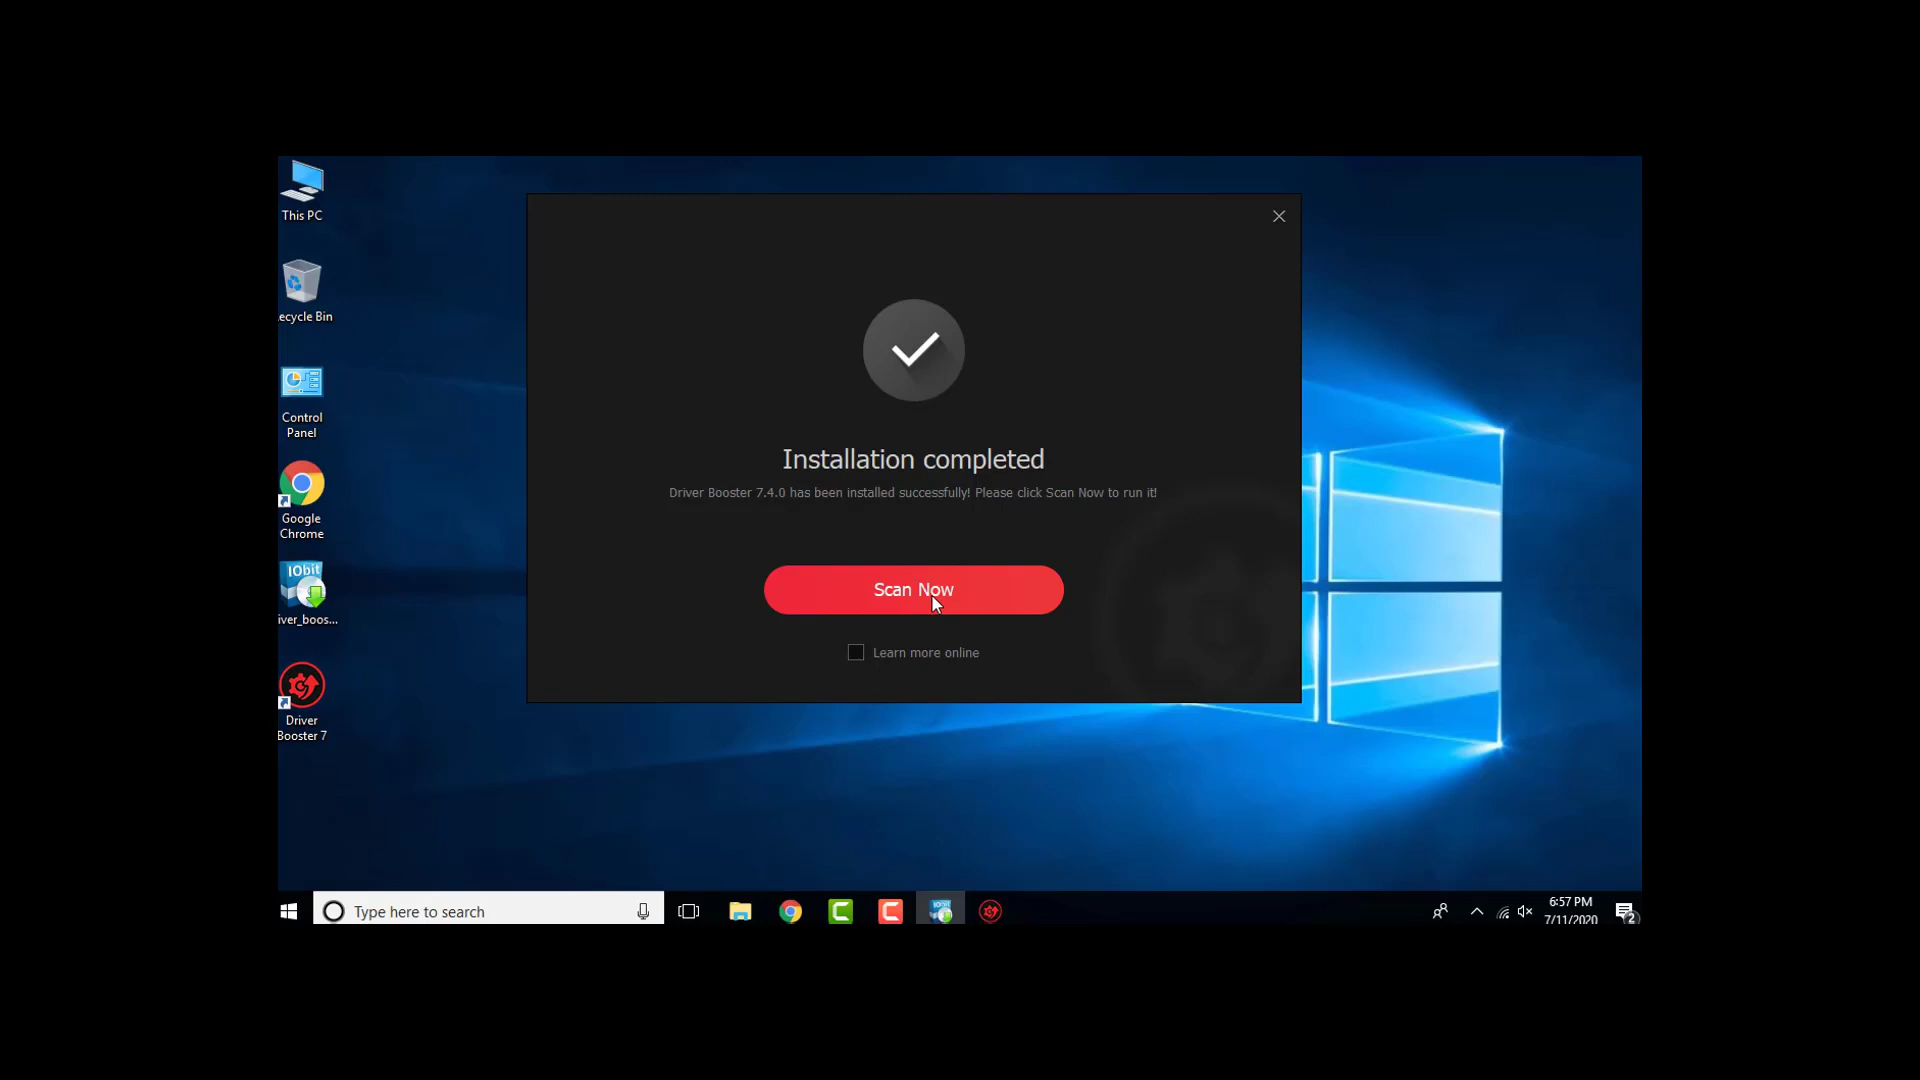 This PC
ecycle Bin
Control
Panel
Google
Chrome
IObit
iver_boos...
Driver
Booster 7
Installation completed
Driver Booster 7.4.0 has been installed successfully! Please click Scan Now to run it!
Scan Now
Learn more online
Type here to search
6:57 PM
7/11/2020
2